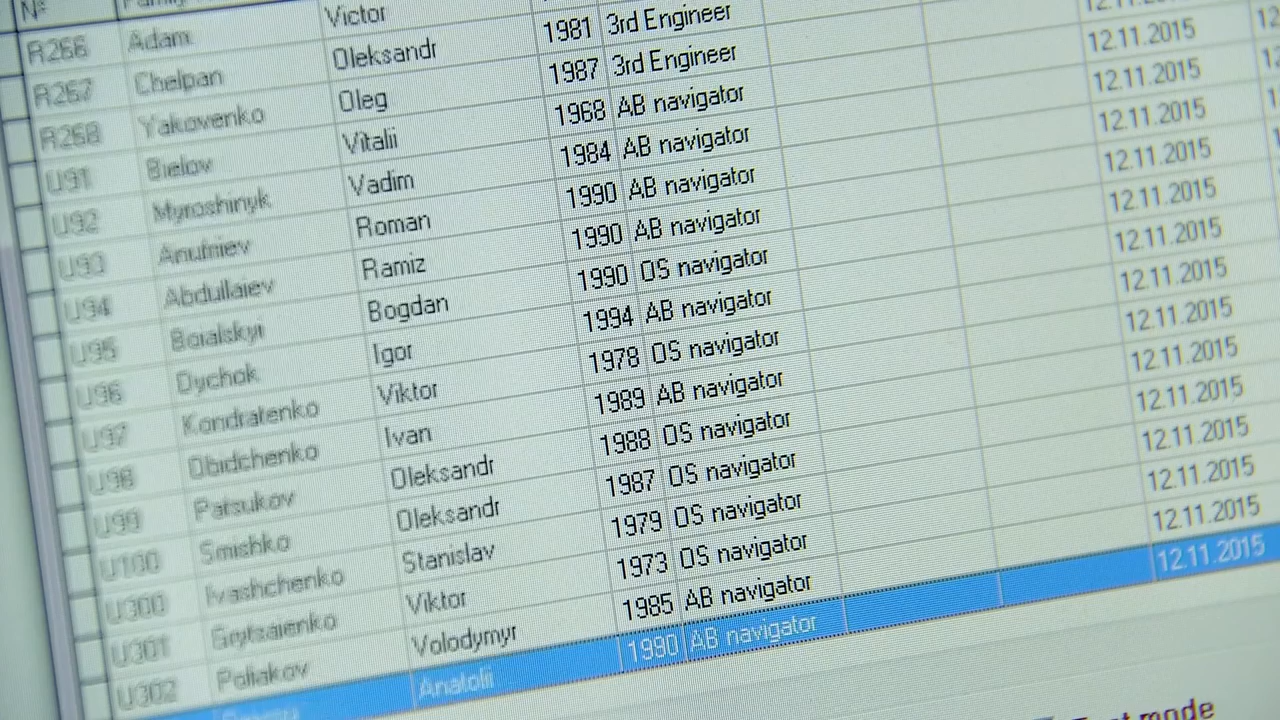 №
R266 Adam Victor
R267 Chelpan Oleksandr 1981 3rd Engineer
R268 Yakovenko Oleg 1987 3rd Engineer
U91 Bielov Vitalii 1968 AB navigator 12.11.2015
U92 Myroshinyk Vadim 1984 AB navigator 12.11.2015
U93 Roman 1990 AB navigator 12.11.2015
U94 Abdullaiev Ramiz 1990 AB navigator 12.11.2015
U95 Bogdan 1990 OS navigator 12.11.2015
U96 Dychok Igor 1994 AB navigator 12.11.2015
U97 Kondratenko Viktor 1978 OS navigator 12.11.2015
U98 Obidchenko Ivan 1989 AB navigator 12.11.2015
U99 Patsukov Oleksandr 1988 OS navigator 12.11.2015
U100 Smishko Oleksandr 1987 OS navigator 12.11.2015
U300 Ivashchenko Stanislav 1979 OS navigator 12.11.2015
U301 Grytsaienko Viktor 1973 OS navigator 12.11.2015
U302 Poliakov Volodymyr 1985 AB navigator 12.11.2015
Anatolii 1990 AB navigator 12.11.2015
mode